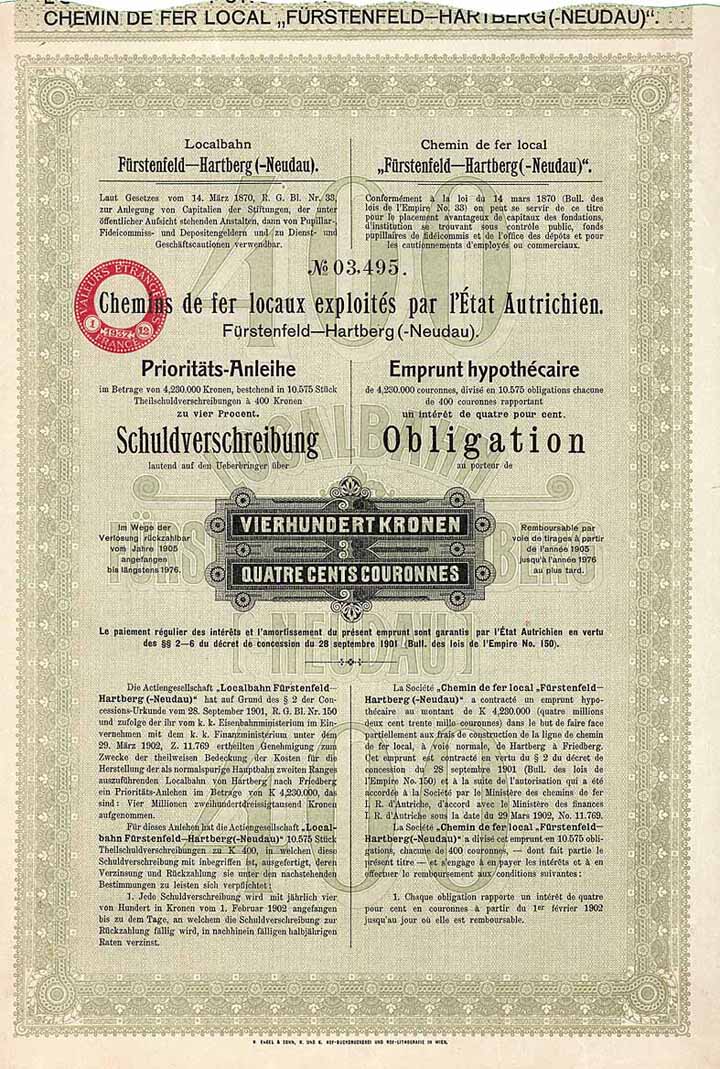 CHEMIN DE FER LOCAL „FÜRSTENFELD—HARTBERG(-NEUDAU)“.
Localbahn
Fürstenfeld—Hartberg(-Neudau).
Laut Gesetzes vom 14. März 1870, R. G. Bl. Nr. 33,
zur Anlegung von Capitalien der Stiftungen, der unter
öffentlicher Aufsicht stehenden Anstalten, dann von Pupillar-,
Fideicommiss- und Depositengeldern und zu Dienst- und
Geschäftscautionen verwendbar.
Chemin de fer local
„Fürstenfeld—Hartberg(-Neudau)“.
Conformément à la loi du 14 mars 1870 (Bull. des
lois de l'Empire No. 33) ou peut se servir de ce titre
pour le placement avantageux de capitaux des fondations,
d'institution se trouvant sous contrôle public, fonds
pupillaires de fidéicommis et de l'office des dépôts et pour
les cautionnements d'employés ou commerciaux.
400
№ 03,495.
VALEURS ETRANGERES
1 1937 12
FRANCE
Chemins de fer locaux exploités par l'État Autrichien.
Fürstenfeld—Hartberg(-Neudau).
Prioritäts-Anleihe
im Betrage von 4,230.000 Kronen, bestehend in 10.575 Stück
Theilschuldverschreibungen à 400 Kronen
zu vier Procent.
Schuldverschreibung
lautend auf den Ueberbringer über
Emprunt hypothécaire
de 4,230.000 couronnes, divisé en 10.575 obligations chacune
de 400 couronnes rapportant
un intérêt de quatre pour cent.
Obligation
au porteur de
LOCALBAHN
FÜRSTENFELD-HARTBERG
[-NEUDAU]
Im Wege der
Verlosung rückzahlbar
vom Jahre 1905
angefangen
bis längstens 1976.
VIERHUNDERT KRONEN
QUATRE CENTS COURONNES
Remboursable par
voie de tirages à partir
de l'année 1905
jusqu'à l'année 1976
au plus tard.
Le paiement régulier des intérêts et l'amortissement du présent emprunt sont garantis par l'État Autrichien en vertu
des §§ 2—6 du décret de concession du 28 septembre 1901 (Bull. des lois de l'Empire No. 150).
Die Actiengesellschaft „Localbahn Fürstenfeld—
Hartberg(-Neudau)“ hat auf Grund des § 2 der Con-
cessions-Urkunde vom 28. September 1901, R. G. Bl. Nr. 150
und zufolge der ihr vom k. k. Eisenbahnministerium im Ein-
vernehmen mit dem k. k. Finanzministerium unter dem
29. März 1902, Z. 11.769 ertheilten Genehmigung zum
Zwecke der theilweisen Bedeckung der Kosten für die
Herstellung der als normalspurige Hauptbahn zweiten Ranges
auszuführenden Localbahn von Hartberg nach Friedberg
ein Prioritäts-Anlehen im Betrage von K 4,230.000, das
sind: Vier Millionen zweihundertdreissigtausend Kronen
aufgenommen.
Für dieses Anlehen hat die Actiengesellschaft „Local-
bahn Fürstenfeld—Hartberg(-Neudau)“ 10.575 Stück
Theilschuldverschreibungen zu K 400, in welchen diese
Schuldverschreibung mit inbegriffen ist, ausgefertigt, deren
Verzinsung und Rückzahlung sie unter den nachstehenden
Bestimmungen zu leisten sich verpflichtet:
1. Jede Schuldverschreibung wird mit jährlich vier
von Hundert in Kronen vom 1. Februar 1902 angefangen
bis zu dem Tage, an welchem die Schuldverschreibung zur
Rückzahlung fällig wird, in nachhinein fälligen halbjährigen
Raten verzinst.
La Société „Chemin de fer local „Fürstenfeld—
Hartberg (-Neudau)“ a contracté un emprunt hypo-
thécaire au montant de K 4,230.000 (quatre millions
deux cent trente mille couronnes) dans le but de faire face
partiellement aux frais de construction de la ligne de chemin
de fer local, à voie normale, de Hartberg à Friedberg.
Cet emprunt est contracté en vertu du § 2 du décret de
concession du 28 septembre 1901 (Bull. des lois de
l'Empire No. 150) et à la suite de l'autorisation qui a été
accordée à la Société par le Ministère des chemins de fer
I. R. d'Autriche, d'accord avec le Ministère des finances
I. R. d'Autriche sous la date du 29 Mars 1902, No. 11.769.
La Société „Chemin de fer local „Fürstenfeld—
Hartberg(-Neudau)“ a divisé cet emprunt en 10.575 obli-
gations, chacune de 400 couronnes, — dont fait partie le
présent titre — et s'engage à en payer les intérêts et à en
effectuer le remboursement aux conditions suivantes:
1. Chaque obligation rapporte un intérêt de quatre
pour cent en couronnes à partir du 1er février 1902
jusqu'au jour où elle est remboursable.
400
R. ENGEL & SOHN, K. UND K. HOF-BUCHDRUCKEREI UND HOF-LITHOGRAFIE IN WIEN.